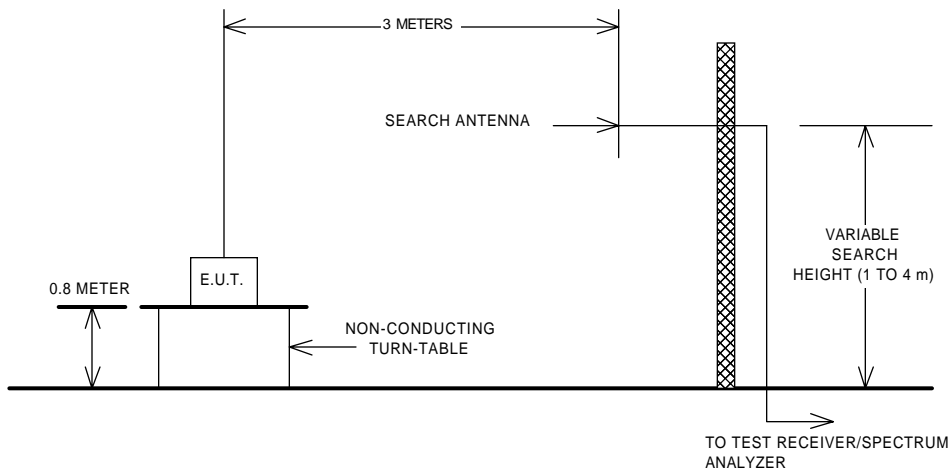 3 METERS
SEARCH ANTENNA
VARIABLE
SEARCH
HEIGHT (1 TO 4 m)
E.U.T.
0.8 METER
NON-CONDUCTING
TURN-TABLE
TO TEST RECEIVER/SPECTRUM
ANALYZER